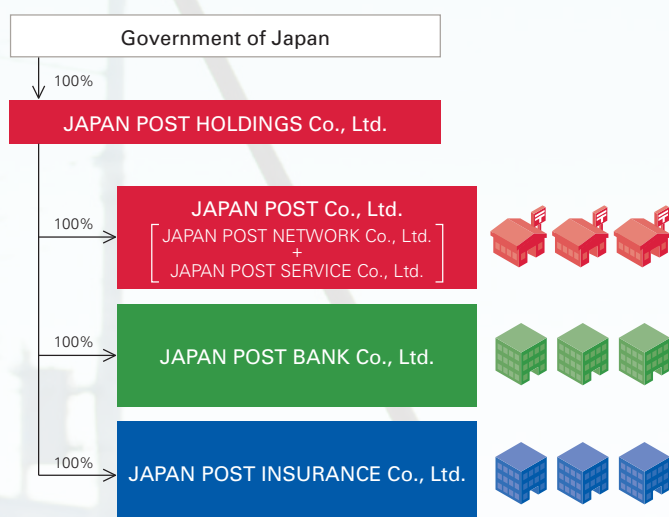 Government of Japan
100%
JAPAN POST HOLDINGS Co., Ltd.
100%
JAPAN POST Co., Ltd.
JAPAN POST NETWORK Co., Ltd.
+
JAPAN POST SERVICE Co., Ltd.
100%
JAPAN POST BANK Co., Ltd.
100%
JAPAN POST INSURANCE Co., Ltd.